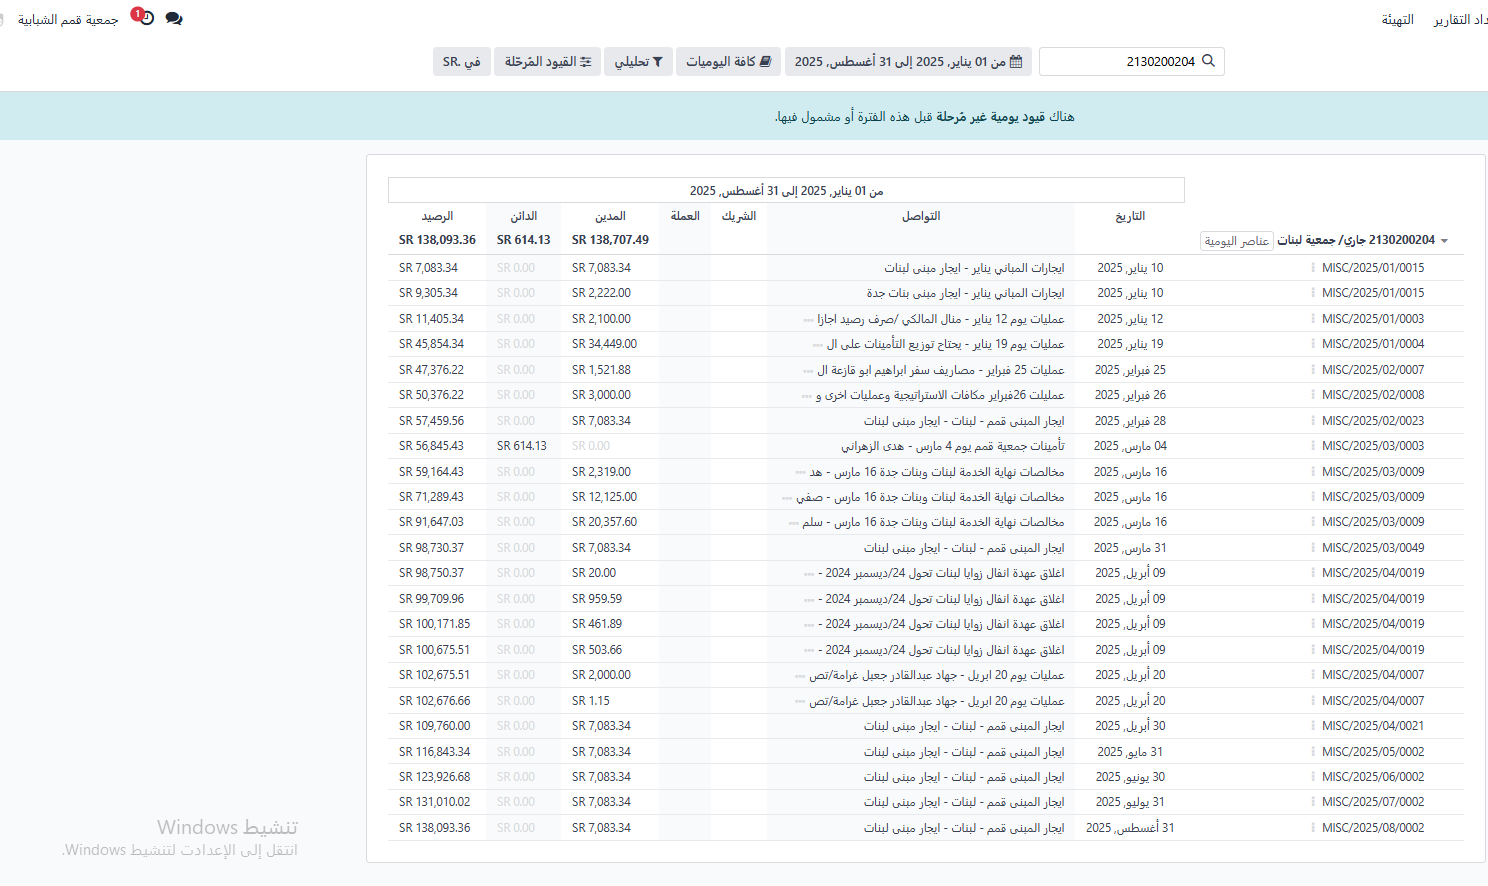 التهيئة
جمعية قمم الشبابية 1
2130200204 من 01 يناير, 2025 إلى 31 أغسطس, 2025 كافة اليوميات تحليلي القيود المُرحّلة في .SR
هناك قيود يومية غير مُرحلة قبل هذه الفترة أو مشمول فيها.
من 01 يناير, 2025 إلى 31 أغسطس, 2025
التاريخ التواصل الشريك العملة المدين الدائن الرصيد
2130200204 جاري/ جمعية لبنات عناصر اليومية SR 138,707.49 SR 614.13 SR 138,093.36
MISC/2025/01/0015 10 يناير, 2025 ايجارات المباني يناير - ايجار مبنى لبنات SR 7,083.34 SR 0.00 SR 7,083.34
MISC/2025/01/0015 10 يناير, 2025 ايجارات المباني يناير - ايجار مبنى بنات جدة SR 2,222.00 SR 0.00 SR 9,305.34
MISC/2025/01/0003 12 يناير, 2025 عمليات يوم 12 يناير - منال المالكي /صرف رصيد اجازا ... SR 2,100.00 SR 0.00 SR 11,405.34
MISC/2025/01/0004 19 يناير, 2025 عمليات يوم 19 يناير - يحتاج توزيع التأمينات على ال ... SR 34,449.00 SR 0.00 SR 45,854.34
MISC/2025/02/0007 25 فبراير, 2025 عمليات 25 فبراير - مصاريف سفر ابراهيم ابو قازعة ال ... SR 1,521.88 SR 0.00 SR 47,376.22
MISC/2025/02/0008 26 فبراير, 2025 عمليلت 26فبراير مكافات الاستراتيجية وعمليات اخرى و ... SR 3,000.00 SR 0.00 SR 50,376.22
MISC/2025/02/0023 28 فبراير, 2025 ايجار المبنى قمم - لبنات - ايجار مبنى لبنات SR 7,083.34 SR 0.00 SR 57,459.56
MISC/2025/03/0003 04 مارس, 2025 تأمينات جمعية قمم يوم 4 مارس - هدى الزهراني SR 0.00 SR 614.13 SR 56,845.43
MISC/2025/03/0009 16 مارس, 2025 مخالصات نهاية الخدمة لبنات وبنات جدة 16 مارس - هد ... SR 2,319.00 SR 0.00 SR 59,164.43
MISC/2025/03/0009 16 مارس, 2025 مخالصات نهاية الخدمة لبنات وبنات جدة 16 مارس - صفي ... SR 12,125.00 SR 0.00 SR 71,289.43
MISC/2025/03/0009 16 مارس, 2025 مخالصات نهاية الخدمة لبنات وبنات جدة 16 مارس - سلم ... SR 20,357.60 SR 0.00 SR 91,647.03
MISC/2025/03/0049 31 مارس, 2025 ايجار المبنى قمم - لبنات - ايجار مبنى لبنات SR 7,083.34 SR 0.00 SR 98,730.37
MISC/2025/04/0019 09 أبريل, 2025 اغلاق عهدة انفال زوايا لبنات تحول 24/ديسمبر 2024 - ... SR 20.00 SR 0.00 SR 98,750.37
MISC/2025/04/0019 09 أبريل, 2025 اغلاق عهدة انفال زوايا لبنات تحول 24/ديسمبر 2024 - ... SR 959.59 SR 0.00 SR 99,709.96
MISC/2025/04/0019 09 أبريل, 2025 اغلاق عهدة انفال زوايا لبنات تحول 24/ديسمبر 2024 - ... SR 461.89 SR 0.00 SR 100,171.85
MISC/2025/04/0019 09 أبريل, 2025 اغلاق عهدة انفال زوايا لبنات تحول 24/ديسمبر 2024 - ... SR 503.66 SR 0.00 SR 100,675.51
MISC/2025/04/0007 20 أبريل, 2025 عمليات يوم 20 ابريل - جهاد عبدالقادر جعبل غرامة/تص ... SR 2,000.00 SR 0.00 SR 102,675.51
MISC/2025/04/0007 20 أبريل, 2025 عمليات يوم 20 ابريل - جهاد عبدالقادر جعبل غرامة/تص ... SR 1.15 SR 0.00 SR 102,676.66
MISC/2025/04/0021 30 أبريل, 2025 ايجار المبنى قمم - لبنات - ايجار مبنى لبنات SR 7,083.34 SR 0.00 SR 109,760.00
MISC/2025/05/0002 31 مايو, 2025 ايجار المبنى قمم - لبنات - ايجار مبنى لبنات SR 7,083.34 SR 0.00 SR 116,843.34
MISC/2025/06/0002 30 يونيو, 2025 ايجار المبنى قمم - لبنات - ايجار مبنى لبنات SR 7,083.34 SR 0.00 SR 123,926.68
MISC/2025/07/0002 31 يوليو, 2025 ايجار المبنى قمم - لبنات - ايجار مبنى لبنات SR 7,083.34 SR 0.00 SR 131,010.02
MISC/2025/08/0002 31 أغسطس, 2025 ايجار المبنى قمم - لبنات - ايجار مبنى لبنات SR 7,083.34 SR 0.00 SR 138,093.36
تنشيط Windows
انتقل إلى الإعدادت لتنشيط Windows.